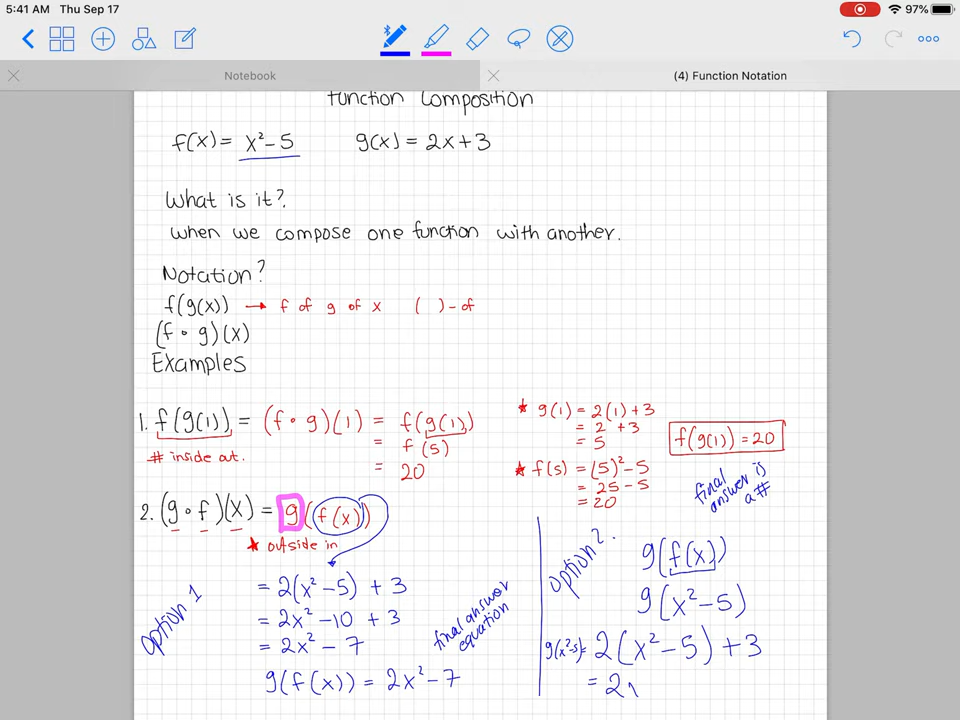 5:41 AM Thu Sep 17
97%
Notebook
(4) Function Notation
Function Composition
f(x) = x² - 5 g(x) = 2x + 3
What is it?
when we compose one function with another.
Notation?
f(g(x)) → f of g of x ( ) - of
(f ∘ g)(x)
Examples
1. f(g(1)) = (f ∘ g)(1) = f(g(1))
= f(5)
= 20
# inside out.
★ g(1) = 2(1) + 3
= 2 + 3
= 5
★ f(5) = (5)² - 5
= 25 - 5
= 20
f(g(1)) = 20
final
answer is
a #
2. (g ∘ f)(x) = g(f(x))
★ outside in
option 1
= 2(x² - 5) + 3
= 2x² - 10 + 3
= 2x² - 7
g(f(x)) = 2x² - 7
final answer
equation
option 2.
g(f(x))
g(x² - 5)
g(x²-5) = 2(x² - 5) + 3
= 2